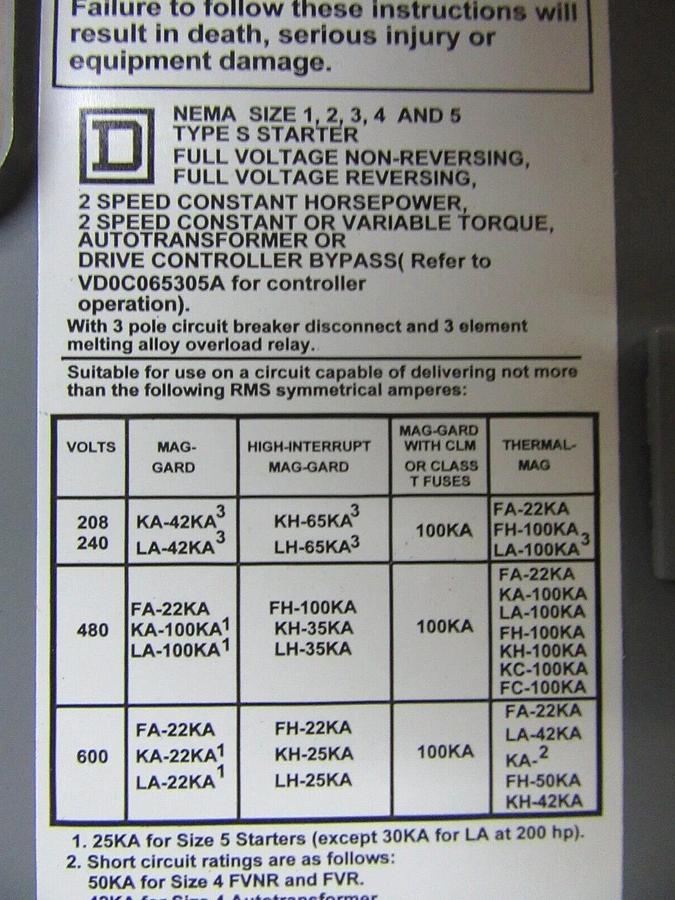 Failure to follow these instructions will
result in death, serious injury or
equipment damage.
D
NEMA SIZE 1, 2, 3, 4 AND 5
TYPE S STARTER
FULL VOLTAGE NON-REVERSING,
FULL VOLTAGE REVERSING,
2 SPEED CONSTANT HORSEPOWER,
2 SPEED CONSTANT OR VARIABLE TORQUE,
AUTOTRANSFORMER OR
DRIVE CONTROLLER BYPASS( Refer to
VD0C065305A for controller
operation).
With 3 pole circuit breaker disconnect and 3 element
melting alloy overload relay.
Suitable for use on a circuit capable of delivering not more
than the following RMS symmetrical amperes:
VOLTS
MAG-
GARD
HIGH-INTERRUPT
MAG-GARD
MAG-GARD
WITH CLM
OR CLASS
T FUSES
THERMAL-
MAG
208
240
KA-42KA3
LA-42KA3
KH-65KA3
LH-65KA3
100KA
FA-22KA
FH-100KA
LA-100KA3
480
FA-22KA
KA-100KA1
LA-100KA1
FH-100KA
KH-35KA
LH-35KA
100KA
FA-22KA
KA-100KA
LA-100KA
FH-100KA
KH-100KA
KC-100KA
FC-100KA
600
FA-22KA
KA-22KA1
LA-22KA1
FH-22KA
KH-25KA
LH-25KA
100KA
FA-22KA
LA-42KA
KA-2
FH-50KA
KH-42KA
1. 25KA for Size 5 Starters (except 30KA for LA at 200 hp).
2. Short circuit ratings are as follows:
50KA for Size 4 FVNR and FVR.
42KA for Size 4 Autotransformer